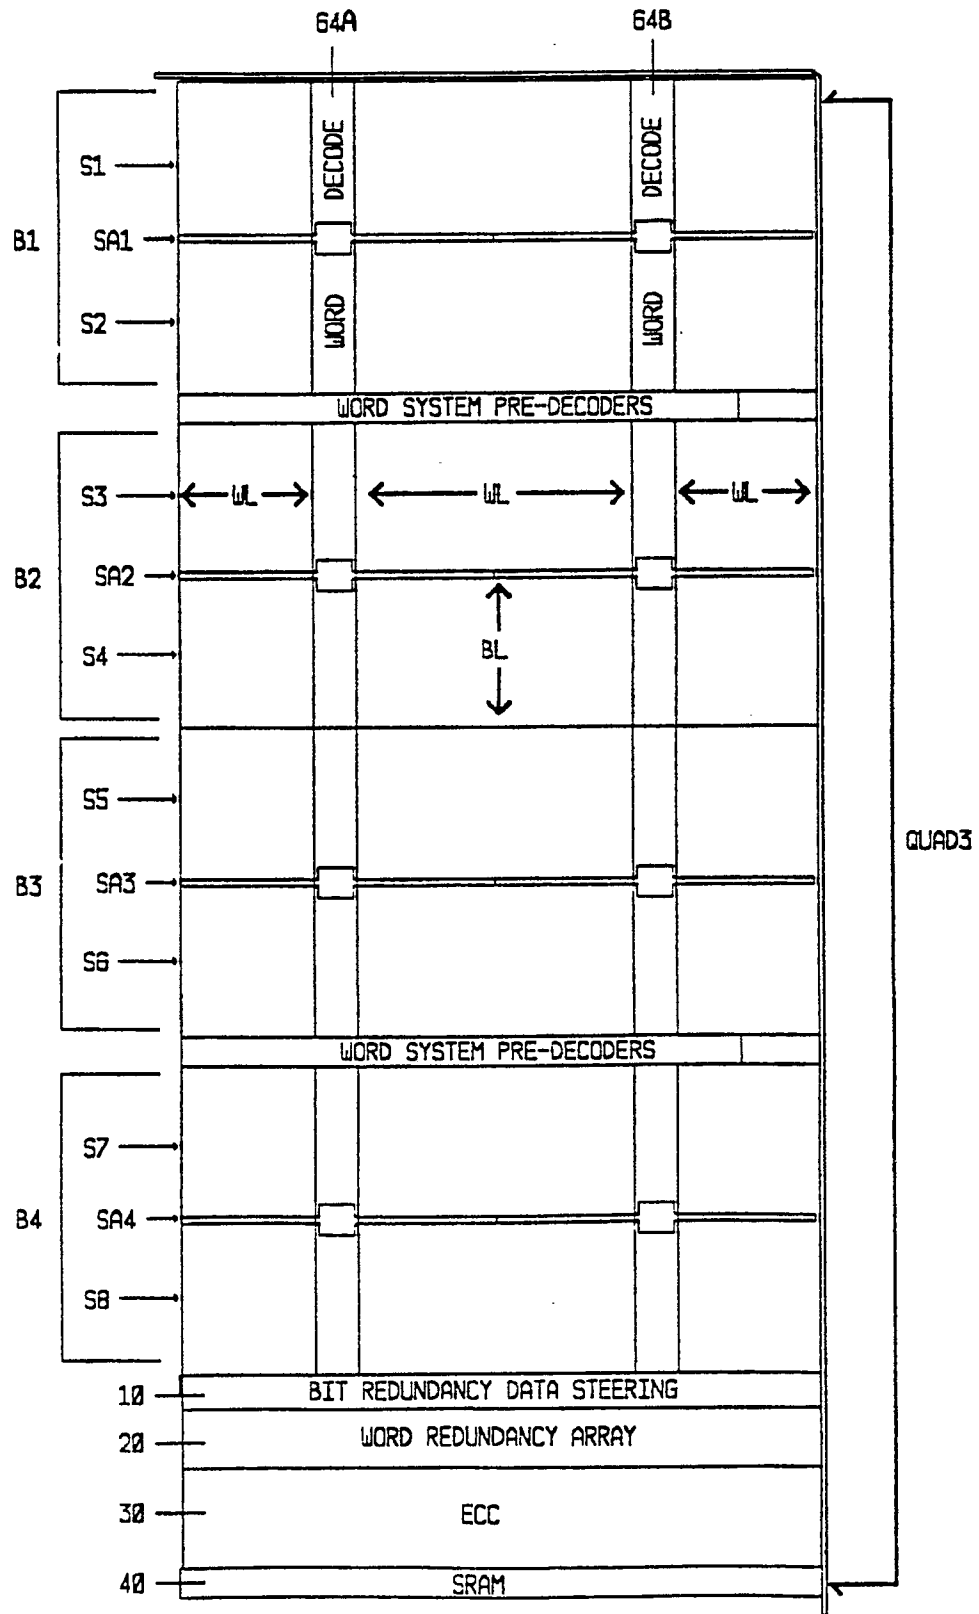 64A 64B
DECODE DECODE
S1
B1 SA1
S2
WORD WORD
WORD SYSTEM PRE-DECODERS
S3 WL WL WL
B2 SA2
S4 BL
S5
QUAD3
B3 SA3
S6
WORD SYSTEM PRE-DECODERS
S7
B4 SA4
S8
10 BIT REDUNDANCY DATA STEERING
20 WORD REDUNDANCY ARRAY
30 ECC
40 SRAM